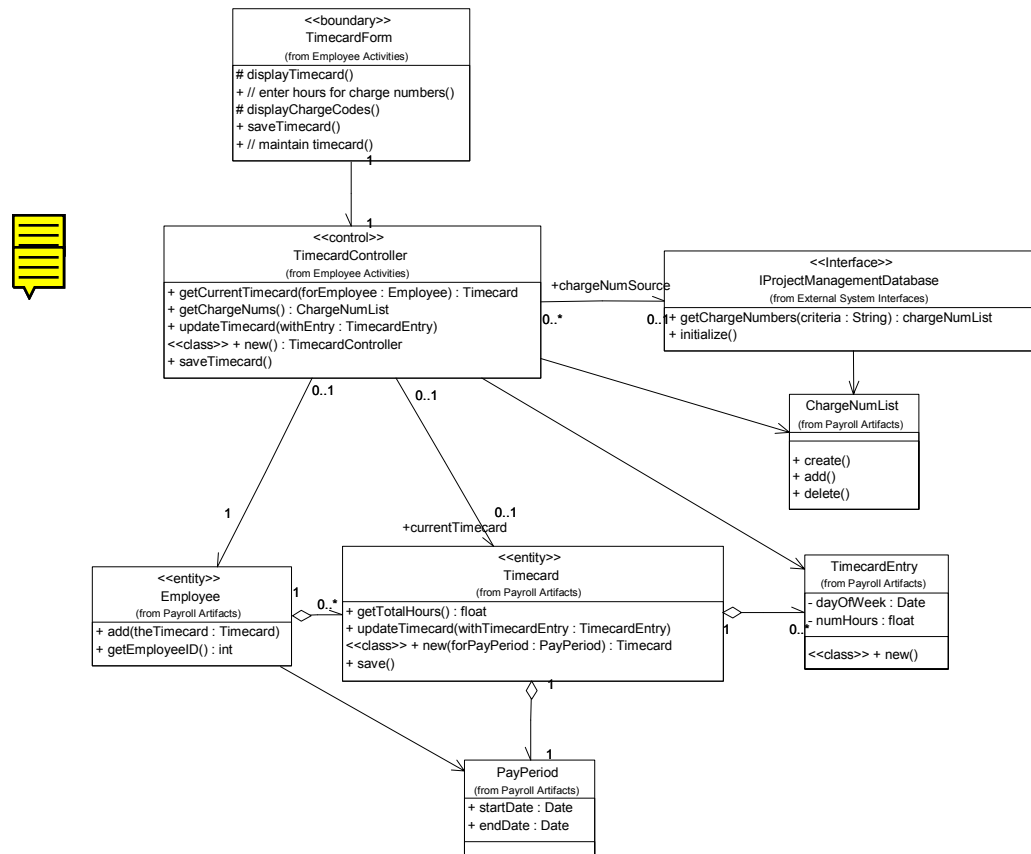 <<boundary>>
TimecardForm
(from Employee Activities)
# displayTimecard()
+ // enter hours for charge numbers()
# displayChargeCodes()
+ saveTimecard()
+ // maintain timecard()
1
1
<<control>>
TimecardController
(from Employee Activities)
+ getCurrentTimecard(forEmployee : Employee) : Timecard
+ getChargeNums() : ChargeNumList
+ updateTimecard(withEntry : TimecardEntry)
<<class>> + new() : TimecardController
+ saveTimecard()
+chargeNumSource
0..*
0..1
<<Interface>>
IProjectManagementDatabase
(from External System Interfaces)
+ getChargeNumbers(criteria : String) : chargeNumList
+ initialize()
ChargeNumList
(from Payroll Artifacts)
+ create()
+ add()
+ delete()
0..1
0..1
1
0..1
+currentTimecard
<<entity>>
Employee
(from Payroll Artifacts)
+ add(theTimecard : Timecard)
+ getEmployeeID() : int
1
0..*
<<entity>>
Timecard
(from Payroll Artifacts)
+ getTotalHours() : float
+ updateTimecard(withTimecardEntry : TimecardEntry)
<<class>> + new(forPayPeriod : PayPeriod) : Timecard
+ save()
1
0..*
TimecardEntry
(from Payroll Artifacts)
- dayOfWeek : Date
- numHours : float
<<class>> + new()
1
1
PayPeriod
(from Payroll Artifacts)
+ startDate : Date
+ endDate : Date